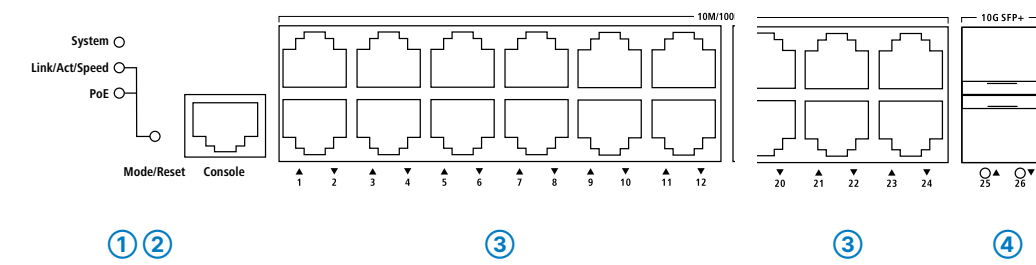 10M/100
10G SFP+
System
Link/Act/Speed
PoE
Mode/Reset Console
1 2 3 4 5 6 7 8 9 10 11 12
20 21 22 23 24
25 26
1 2 3 3 4